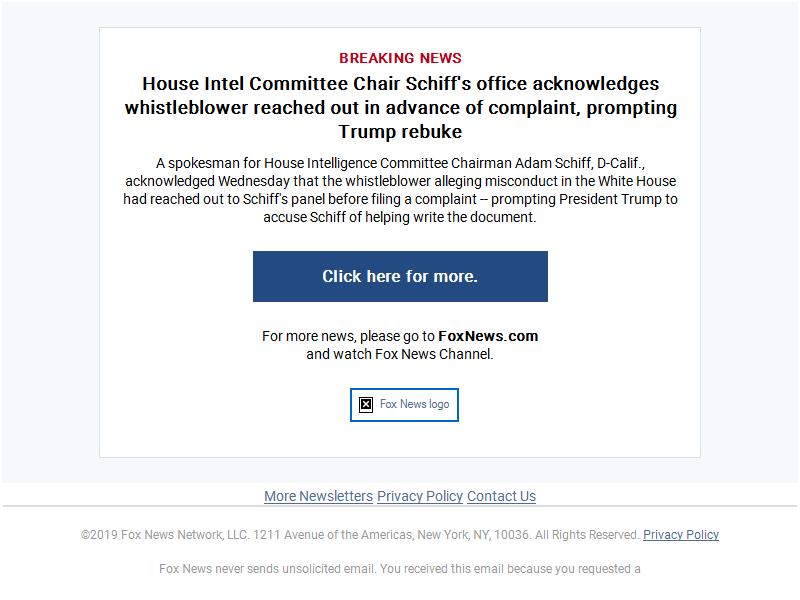 BREAKING NEWS
House Intel Committee Chair Schiff's office acknowledges
whistleblower reached out in advance of complaint, prompting
Trump rebuke
A spokesman for House Intelligence Committee Chairman Adam Schiff, D-Calif.,
acknowledged Wednesday that the whistleblower alleging misconduct in the White House
had reached out to Schiff's panel before filing a complaint -- prompting President Trump to
accuse Schiff of helping write the document.
Click here for more.
For more news, please go to FoxNews.com
and watch Fox News Channel.
Fox News logo
More Newsletters Privacy Policy Contact Us
©2019 Fox News Network, LLC. 1211 Avenue of the Americas, New York, NY, 10036. All Rights Reserved. Privacy Policy
Fox News never sends unsolicited email. You received this email because you requested a